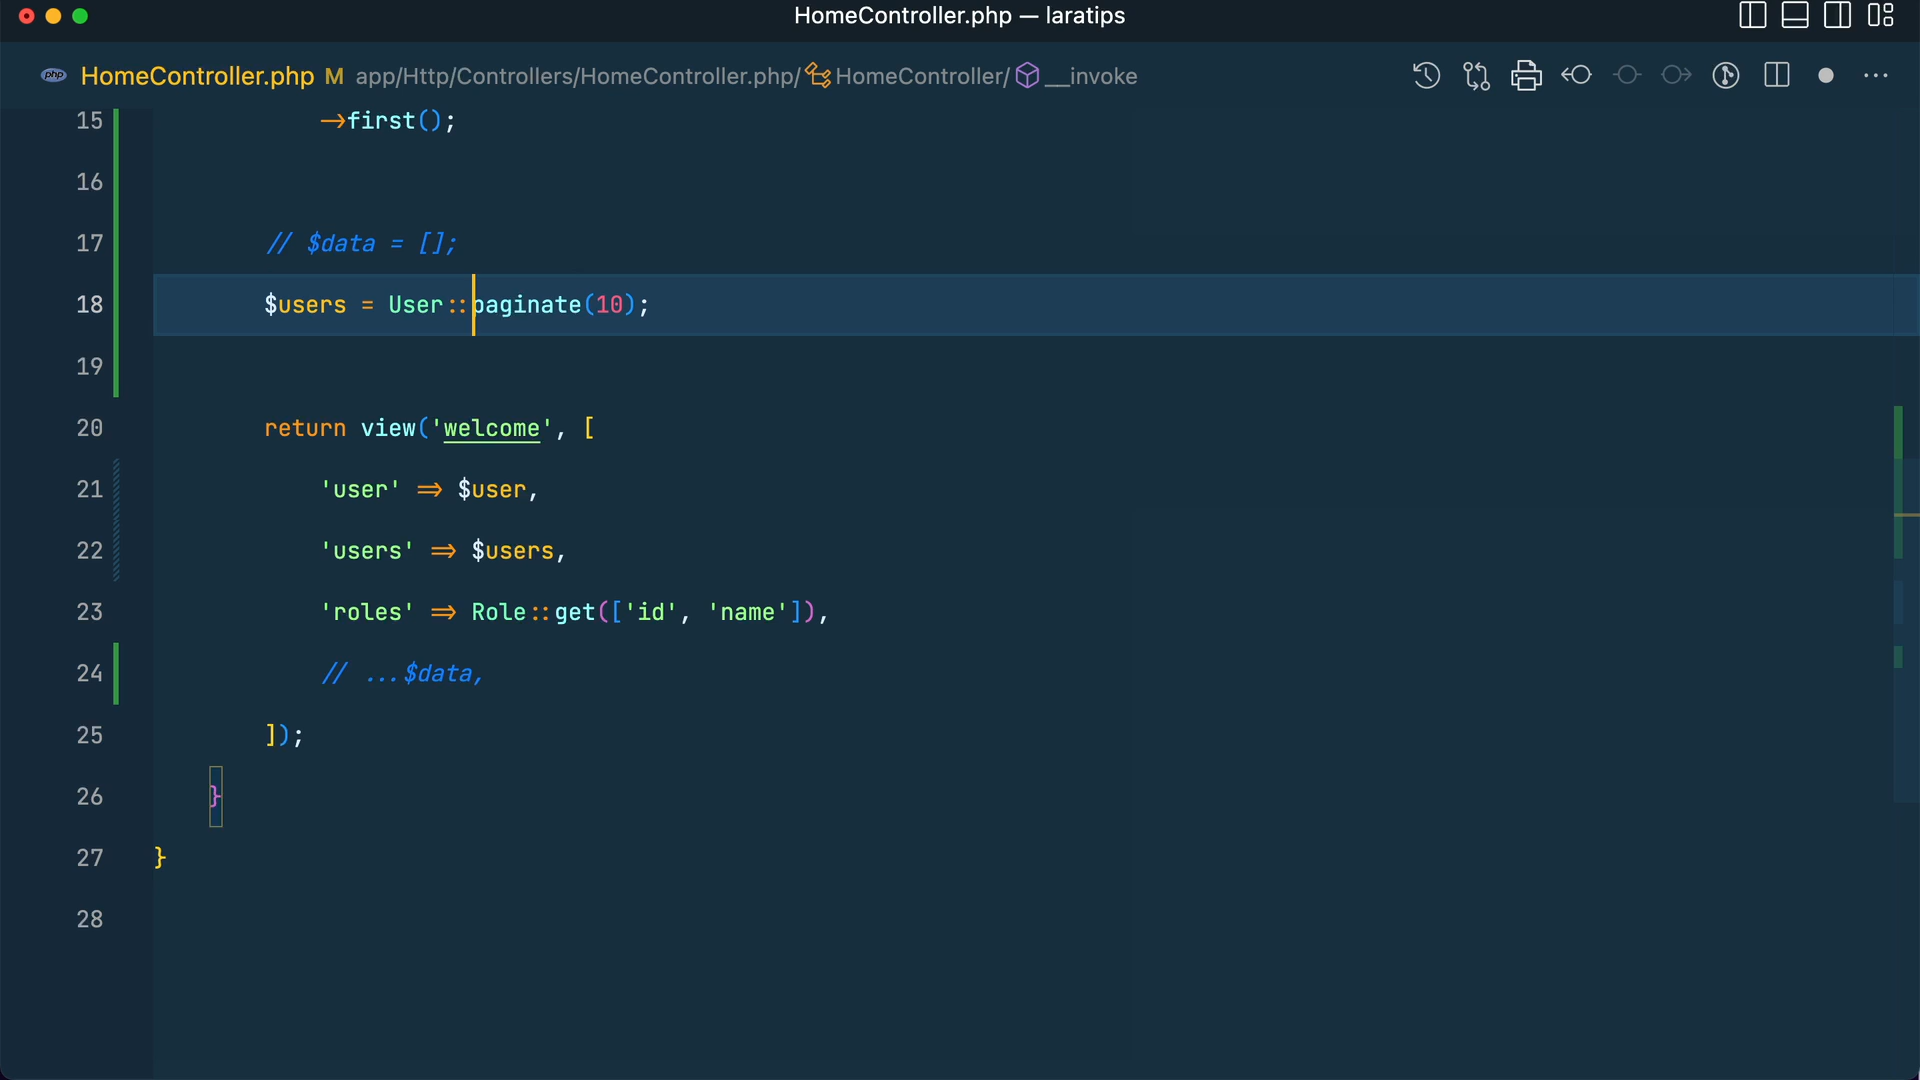 HomeController.php — laratips
php HomeController.php M app/Http/Controllers/HomeController.php/ HomeController/ __invoke
15 ->first();
16
17 // $data = [];
18 $users = User::paginate(10);
19
20 return view('welcome', [
21 'user' => $user,
22 'users' => $users,
23 'roles' => Role::get(['id', 'name']),
24 // ...$data,
25 ]);
26 }
27 }
28